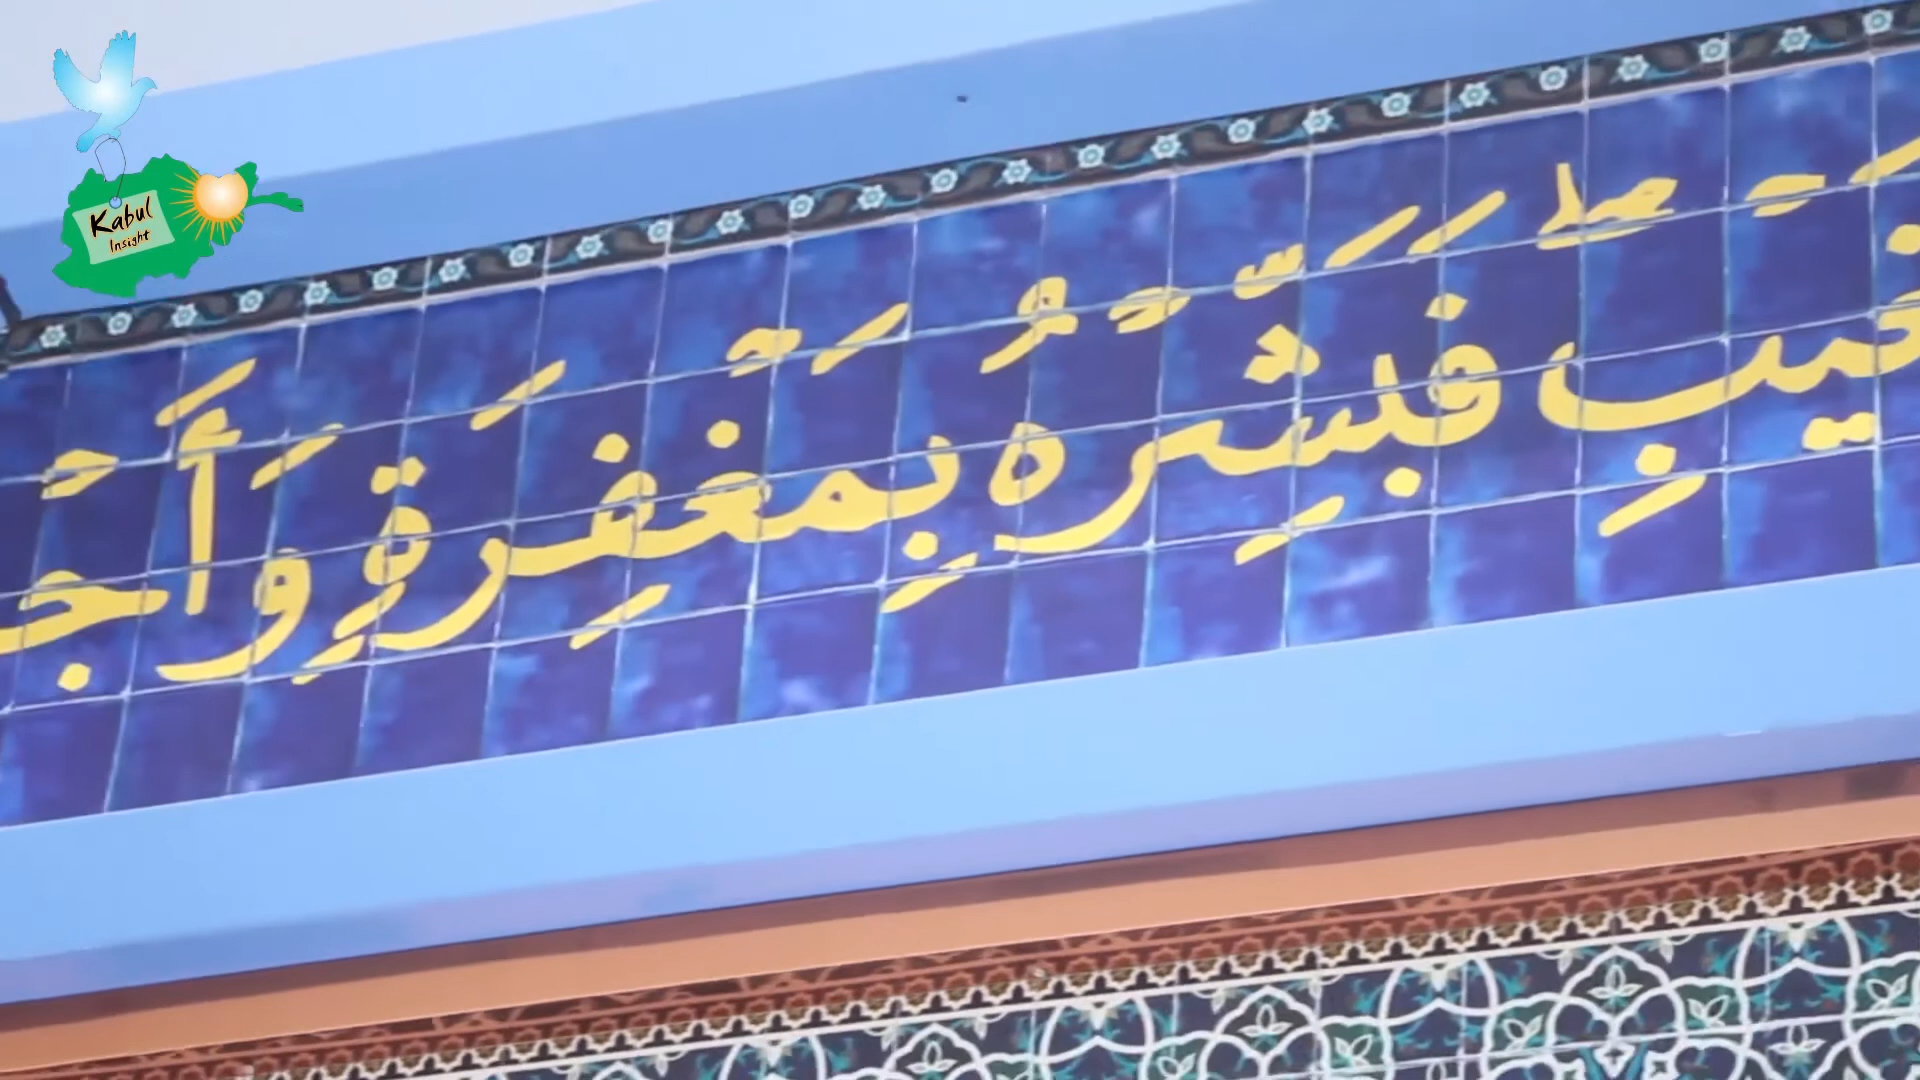 Kabul
Insight
غَيْبِ ۖ فَبَشِّرْهُ بِمَغْفِرَةٍ وَأَجْ